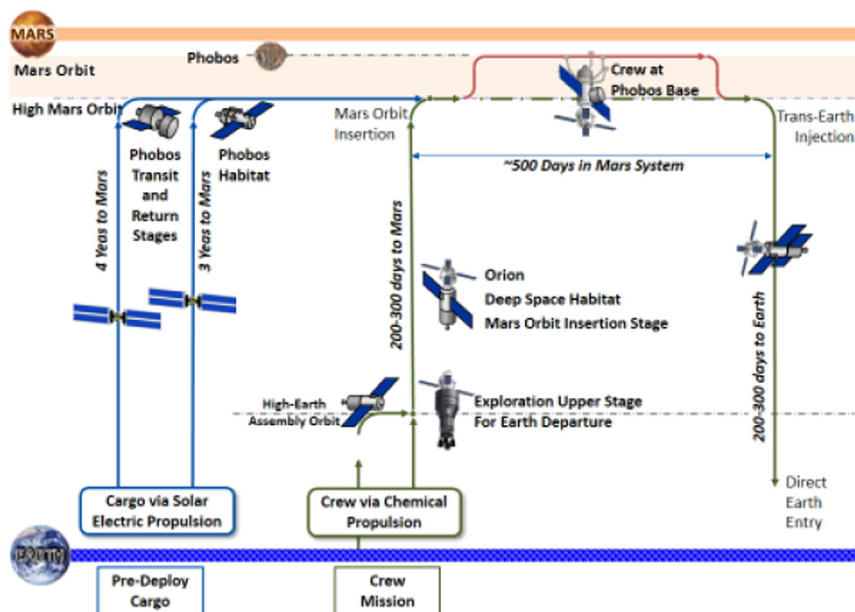 MARS
Phobos
Mars Orbit
High Mars Orbit
Phobos
Transit
and
Return
Stages
Phobos
Habitat
4 Yeas to Mars
3 Yeas to Mars
Mars Orbit
Insertion
Crew at
Phobos Base
Trans-Earth
Injection
~500 Days in Mars System
200-300 days to Mars
Orion
Deep Space Habitat
Mars Orbit Insertion Stage
200-300 days to Earth
High-Earth
Assembly Orbit
Exploration Upper Stage
For Earth Departure
Cargo via Solar
Electric Propulsion
Crew via Chemical
Propulsion
Direct
Earth
Entry
EARTH
Pre-Deploy
Cargo
Crew
Mission